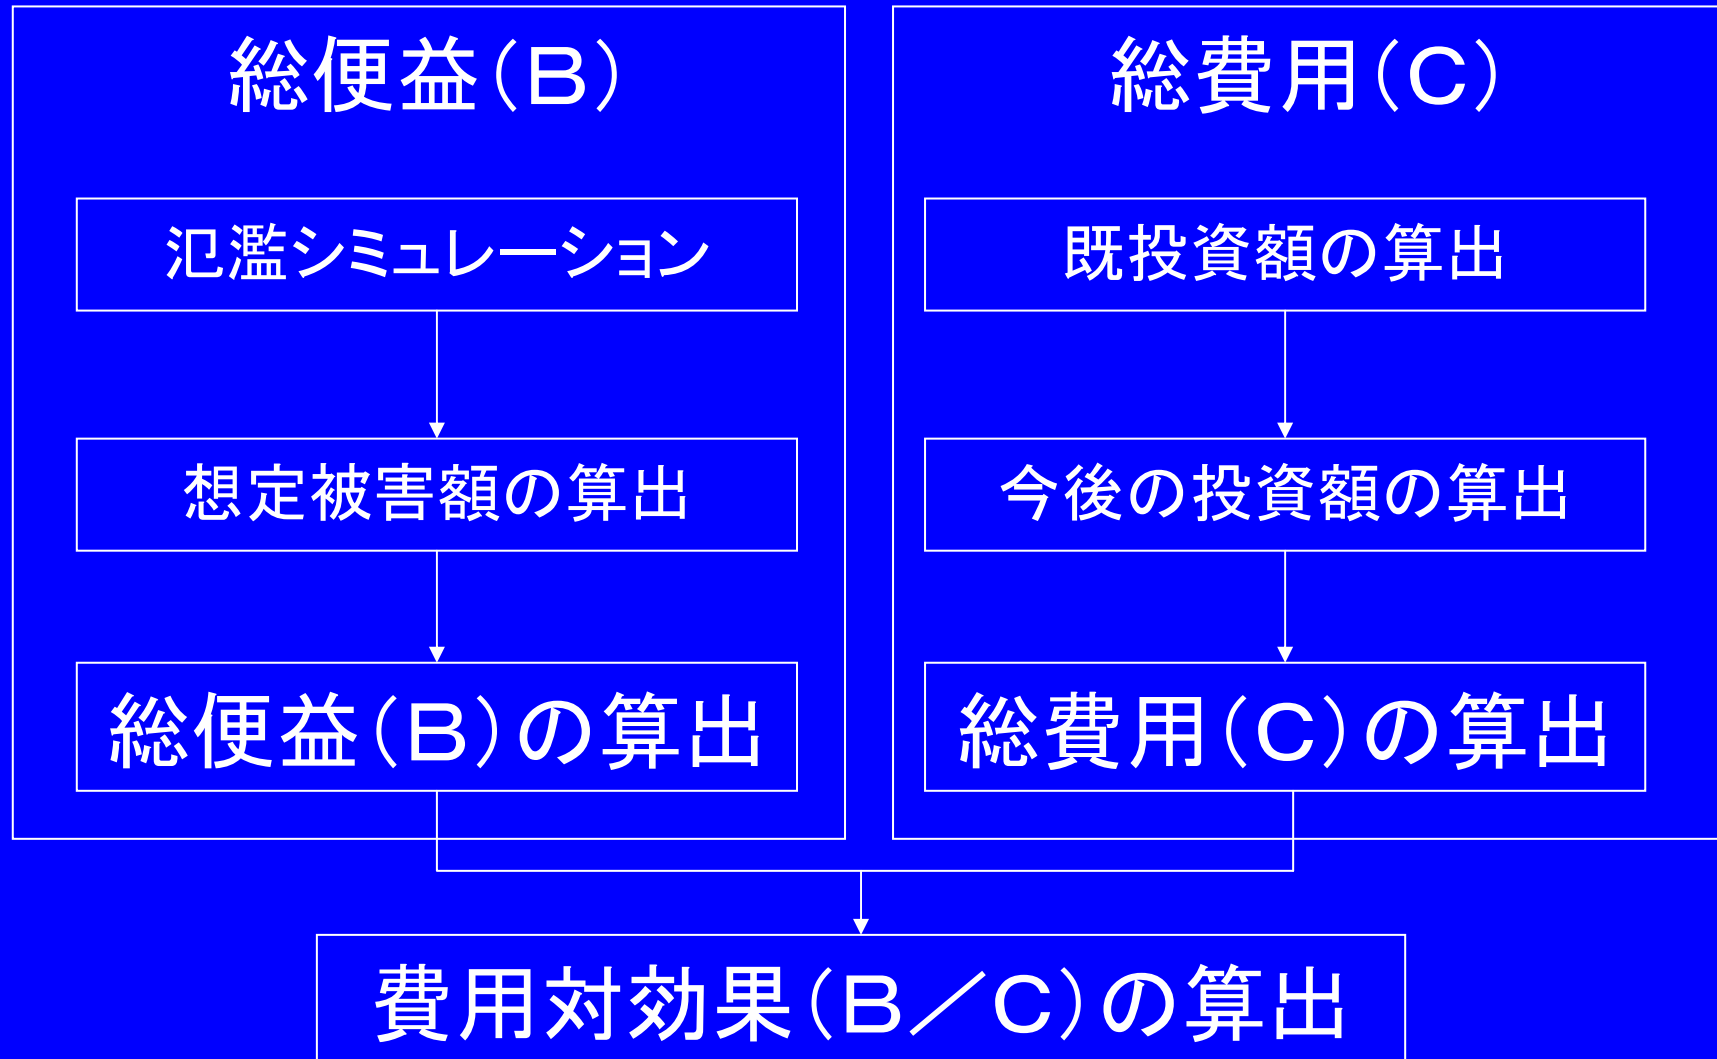 総便益（B）
氾濫シミュレーション
想定被害額の算出
総便益（B）の算出
総費用（C）
既投資額の算出
今後の投資額の算出
総費用（C）の算出
費用対効果（B／C）の算出